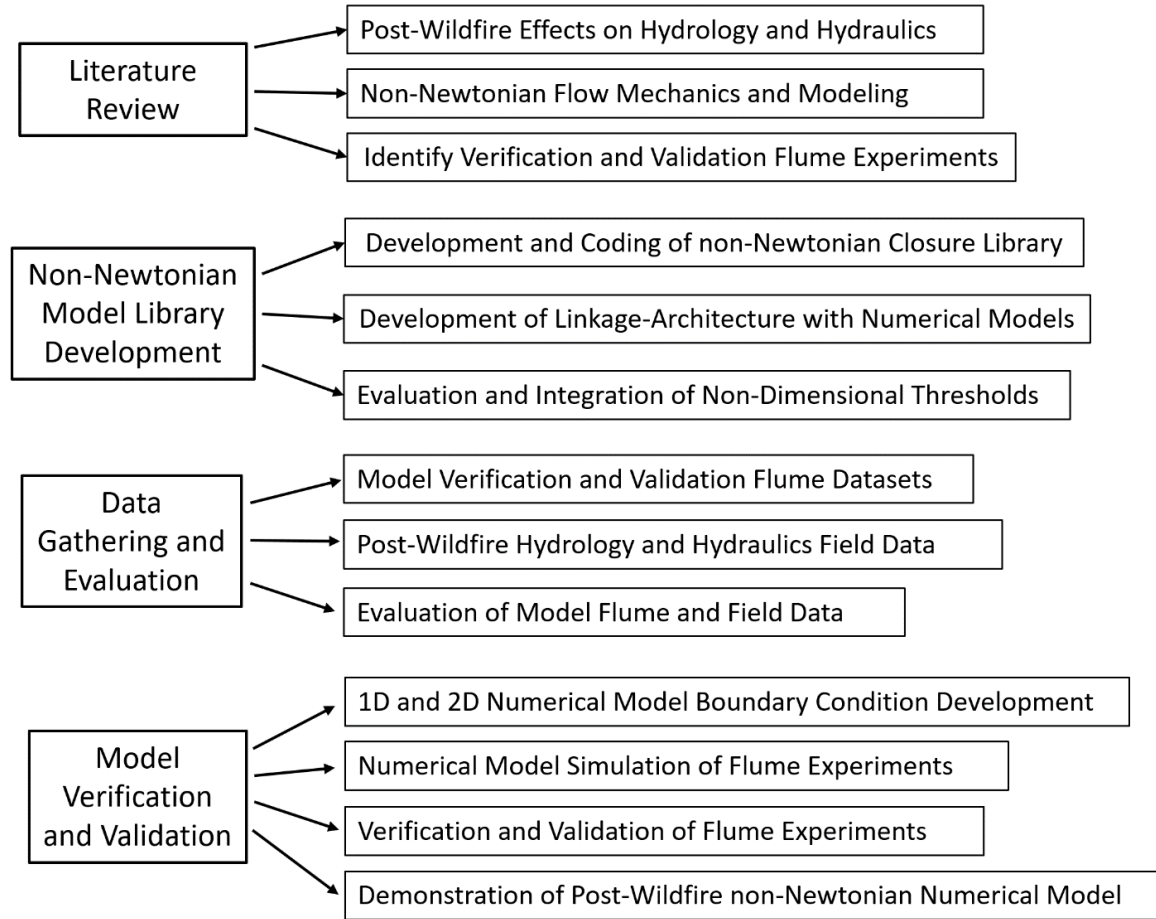 Literature
Review
Post-Wildfire Effects on Hydrology and Hydraulics
Non-Newtonian Flow Mechanics and Modeling
Identify Verification and Validation Flume Experiments
Non-Newtonian
Model Library
Development
Development and Coding of non-Newtonian Closure Library
Development of Linkage-Architecture with Numerical Models
Evaluation and Integration of Non-Dimensional Thresholds
Data
Gathering and
Evaluation
Model Verification and Validation Flume Datasets
Post-Wildfire Hydrology and Hydraulics Field Data
Evaluation of Model Flume and Field Data
Model
Verification
and Validation
1D and 2D Numerical Model Boundary Condition Development
Numerical Model Simulation of Flume Experiments
Verification and Validation of Flume Experiments
Demonstration of Post-Wildfire non-Newtonian Numerical Model